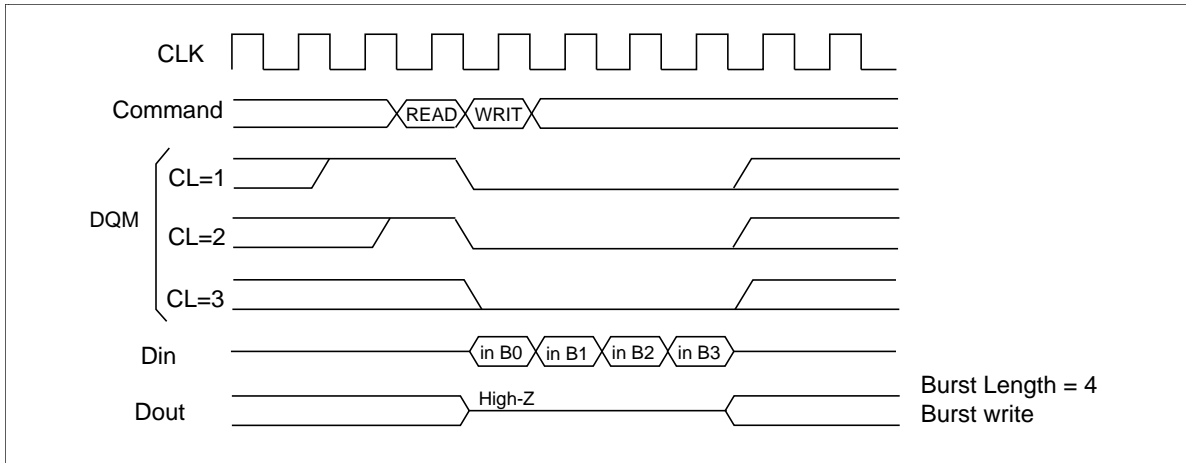 CLK
Command READ WRIT
DQM
CL=1
CL=2
CL=3
Din in B0 in B1 in B2 in B3
Dout High-Z
Burst Length = 4
Burst write